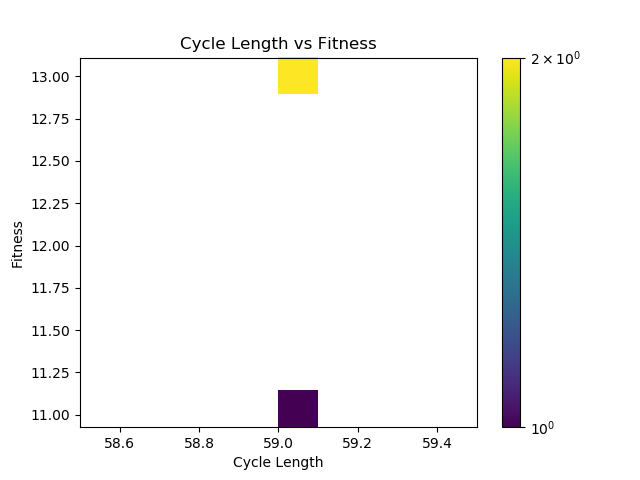 Cycle Length vs Fitness
13.00
12.75
12.50
12.25
12.00
11.75
11.50
11.25
11.00
Fitness
58.6 58.8 59.0 59.2 59.4
Cycle Length
2 × 10⁰
10⁰